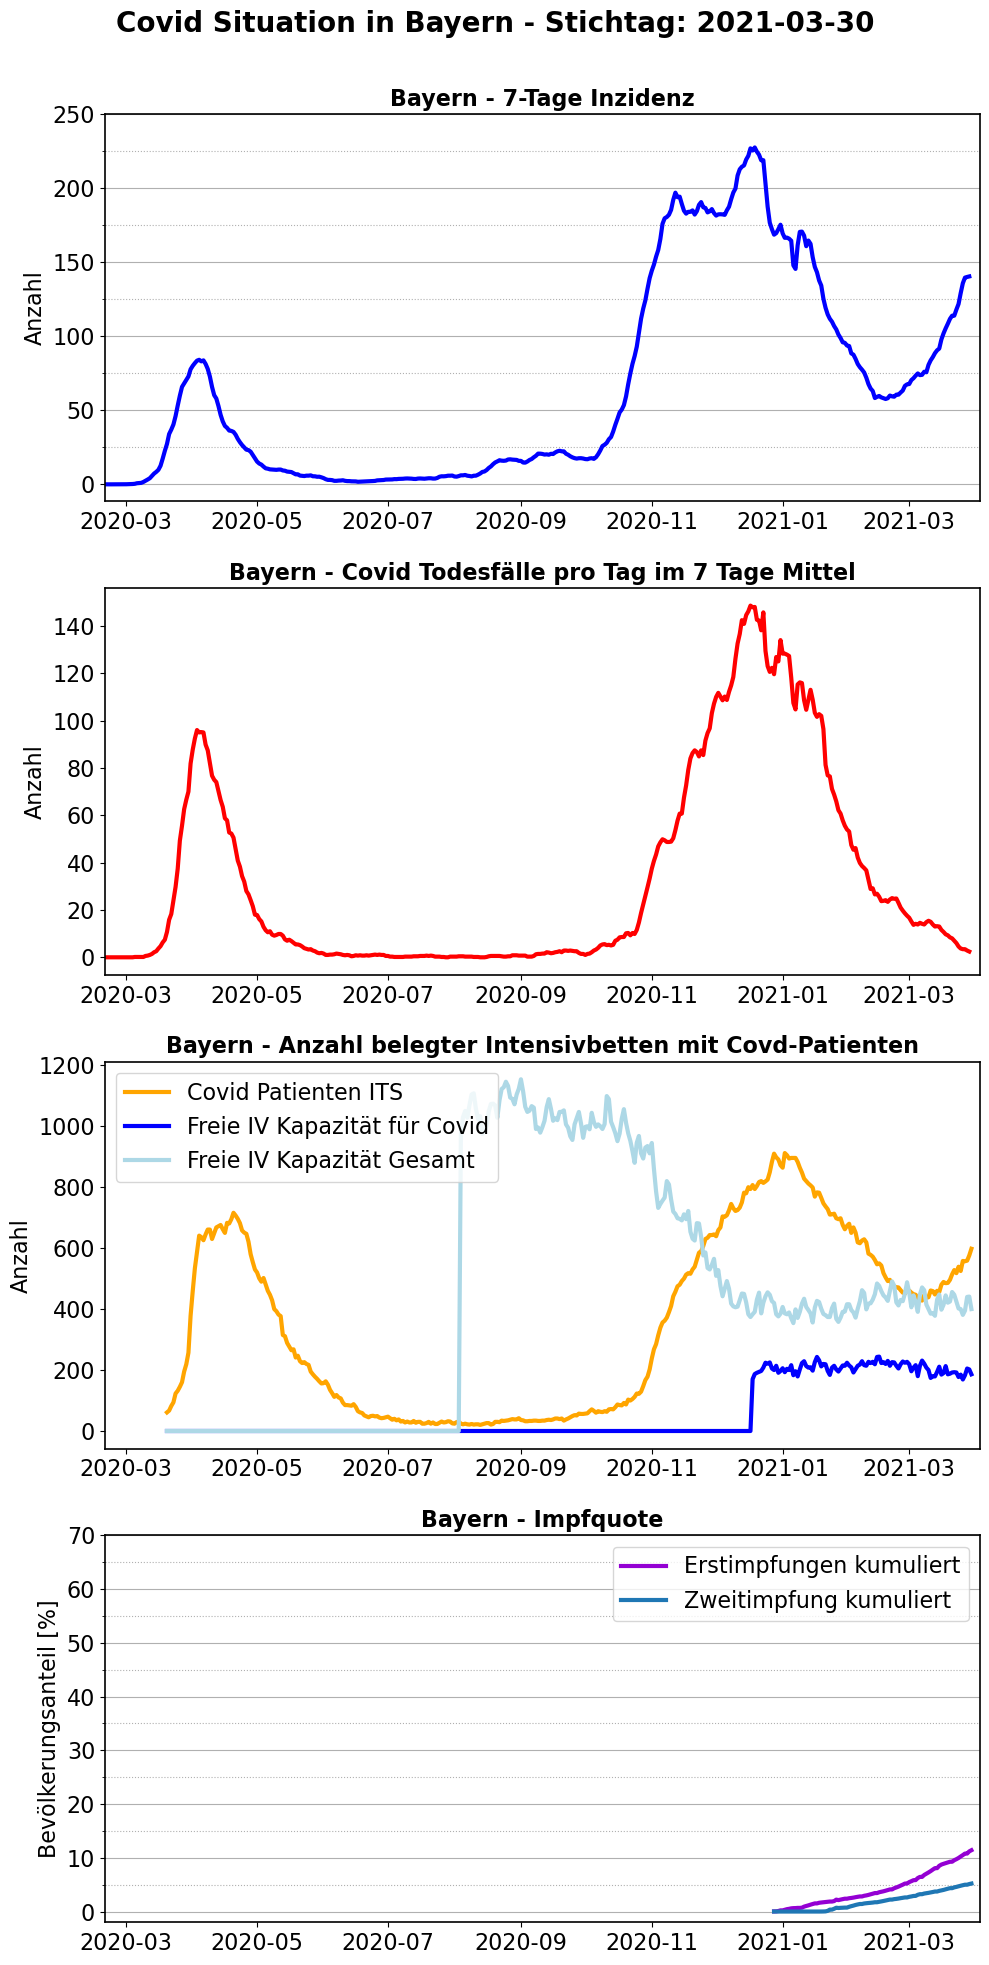 Covid Situation in Bayern - Stichtag: 2021-03-30
Bayern - 7-Tage Inzidenz
250
200
150
100
50
0
Anzahl
2020-03 2020-05 2020-07 2020-09 2020-11 2021-01 2021-03
Bayern - Covid Todesfälle pro Tag im 7 Tage Mittel
140
120
100
80
60
40
20
0
Anzahl
2020-03 2020-05 2020-07 2020-09 2020-11 2021-01 2021-03
Bayern - Anzahl belegter Intensivbetten mit Covd-Patienten
1200
1000
800
600
400
200
0
Anzahl
Covid Patienten ITS
Freie IV Kapazität für Covid
Freie IV Kapazität Gesamt
2020-03 2020-05 2020-07 2020-09 2020-11 2021-01 2021-03
Bayern - Impfquote
70
60
50
40
30
20
10
0
Bevölkerungsanteil [%]
Erstimpfungen kumuliert
Zweitimpfung kumuliert
2020-03 2020-05 2020-07 2020-09 2020-11 2021-01 2021-03